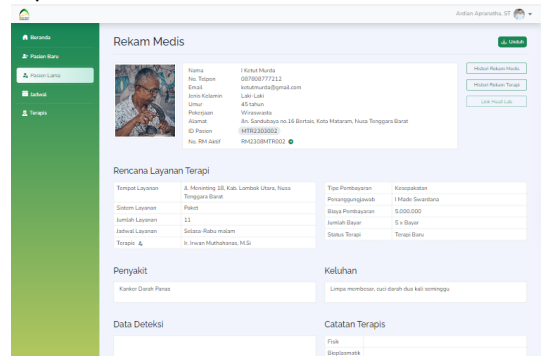 Ardian Apranatha, ST
Beranda
Pasien Baru
Pasien Lama
Jadwal
Terapis
Rekam Medis
Unduh
Nama I Ketut Murda
No. Telpon 087808777212
Email ketutmurda@gmail.com
Jenis Kelamin Laki-Laki
Umur 45 tahun
Pekerjaan Wiraswasta
Alamat Jln. Sandubaya no.16 Bertais, Kota Mataram, Nusa Tenggara Barat
ID Pasien MTR2303002
No. RM Aktif RM2308MTR002
Histori Rekam Medis
Histori Rekam Terapi
Link Hasil Lab
Rencana Layanan Terapi
Tempat Layanan Jl. Meninting 18, Kab. Lombok Utara, Nusa
Tenggara Barat
Sistem Layanan Paket
Jumlah Layanan 11
Jadwal Layanan Selasa-Rabu malam
Terapis Ir. Irwan Muthahanas, M.Si
Tipe Pembayaran Kesepakatan
Penanggungjawab I Made Swardana
Biaya Pembayaran 5.000.000
Jumlah Bayar 5 x Bayar
Status Terapi Terapi Baru
Penyakit
Kanker Darah Panas
Keluhan
Limpa membesar, cuci darah dua kali seminggu
Data Deteksi
Catatan Terapis
Fisik
Bioplasmatik